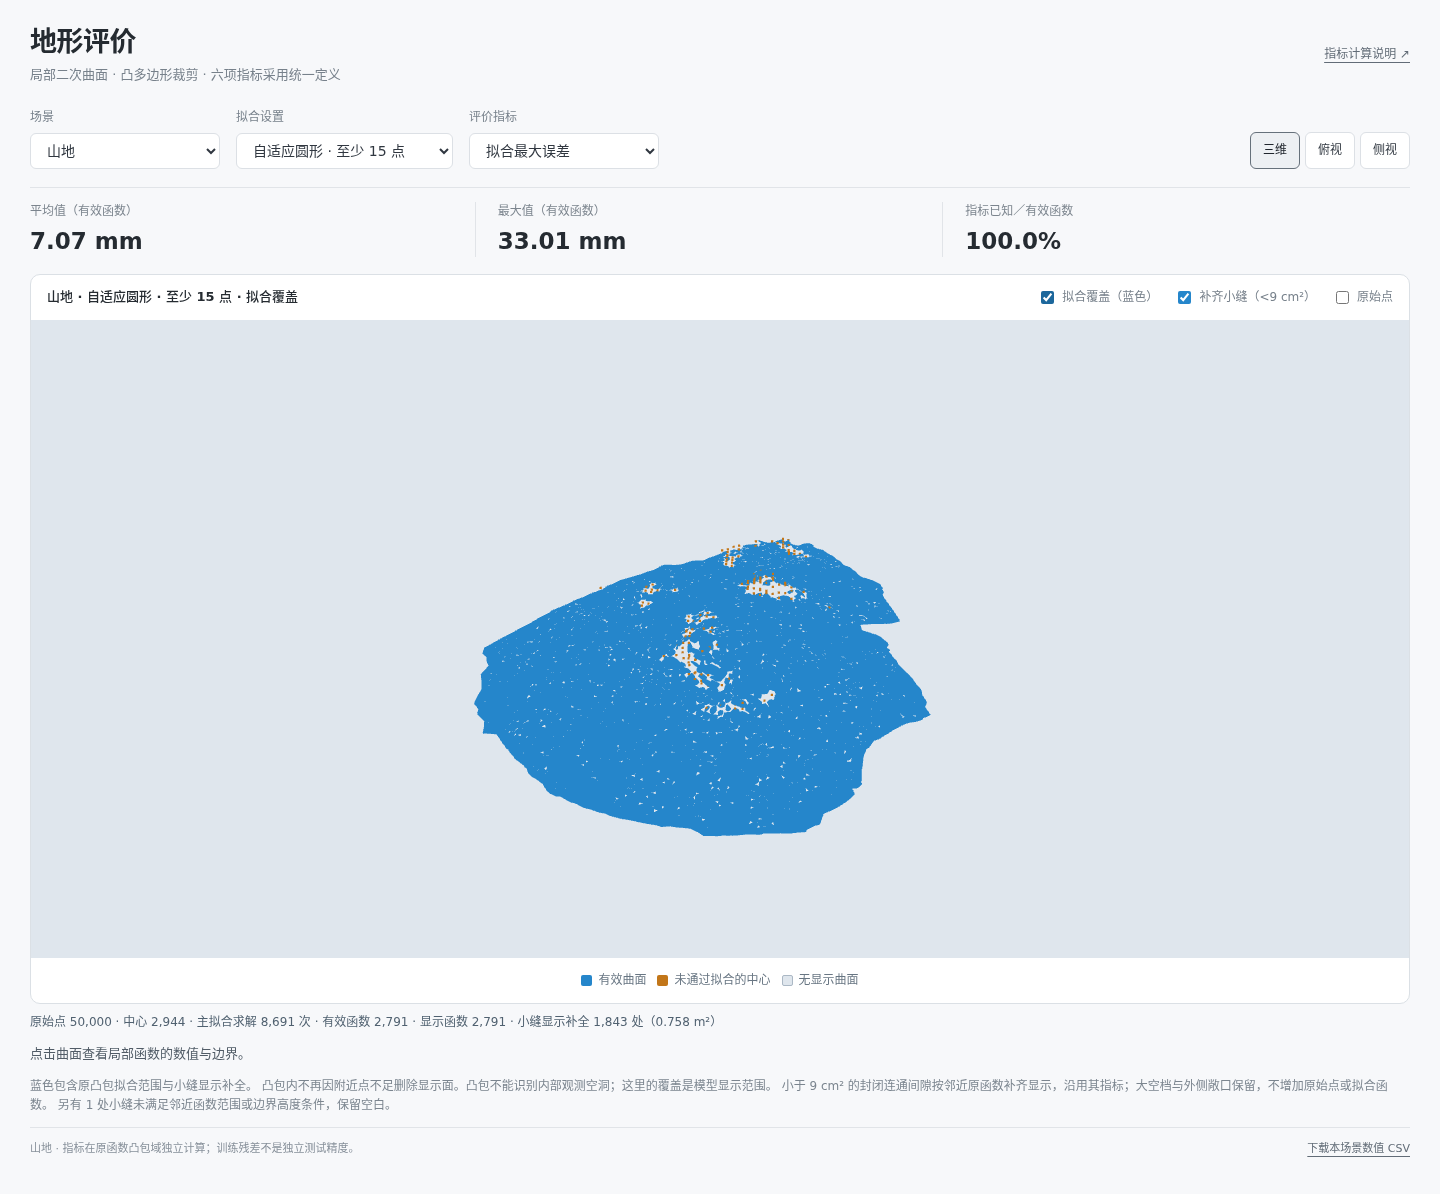 地形评价
局部二次曲面 · 凸多边形裁剪 · 六项指标采用统一定义
指标计算说明 ↗
场景
拟合设置
评价指标
山地
自适应圆形 · 至少 15 点
拟合最大误差
三维
俯视
侧视
平均值（有效函数）
最大值（有效函数）
指标已知／有效函数
7.07 mm
33.01 mm
100.0%
山地 · 自适应圆形 · 至少 15 点 · 拟合覆盖
拟合覆盖（蓝色）
补齐小缝（<9 cm²）
原始点
有效曲面
未通过拟合的中心
无显示曲面
原始点 50,000 · 中心 2,944 · 主拟合求解 8,691 次 · 有效函数 2,791 · 显示函数 2,791 · 小缝显示补全 1,843 处（0.758 m²）
点击曲面查看局部函数的数值与边界。
蓝色包含原凸包拟合范围与小缝显示补全。 凸包内不再因附近点不足删除显示面。凸包不能识别内部观测空洞；这里的覆盖是模型显示范围。 小于 9 cm² 的封闭连通间隙按邻近原函数补齐显示，沿用其指标；大空档与外侧敞口保留，不增加原始点或拟合函
数。 另有 1 处小缝未满足邻近函数范围或边界高度条件，保留空白。
山地 · 指标在原函数凸包域独立计算；训练残差不是独立测试精度。
下载本场景数值 CSV